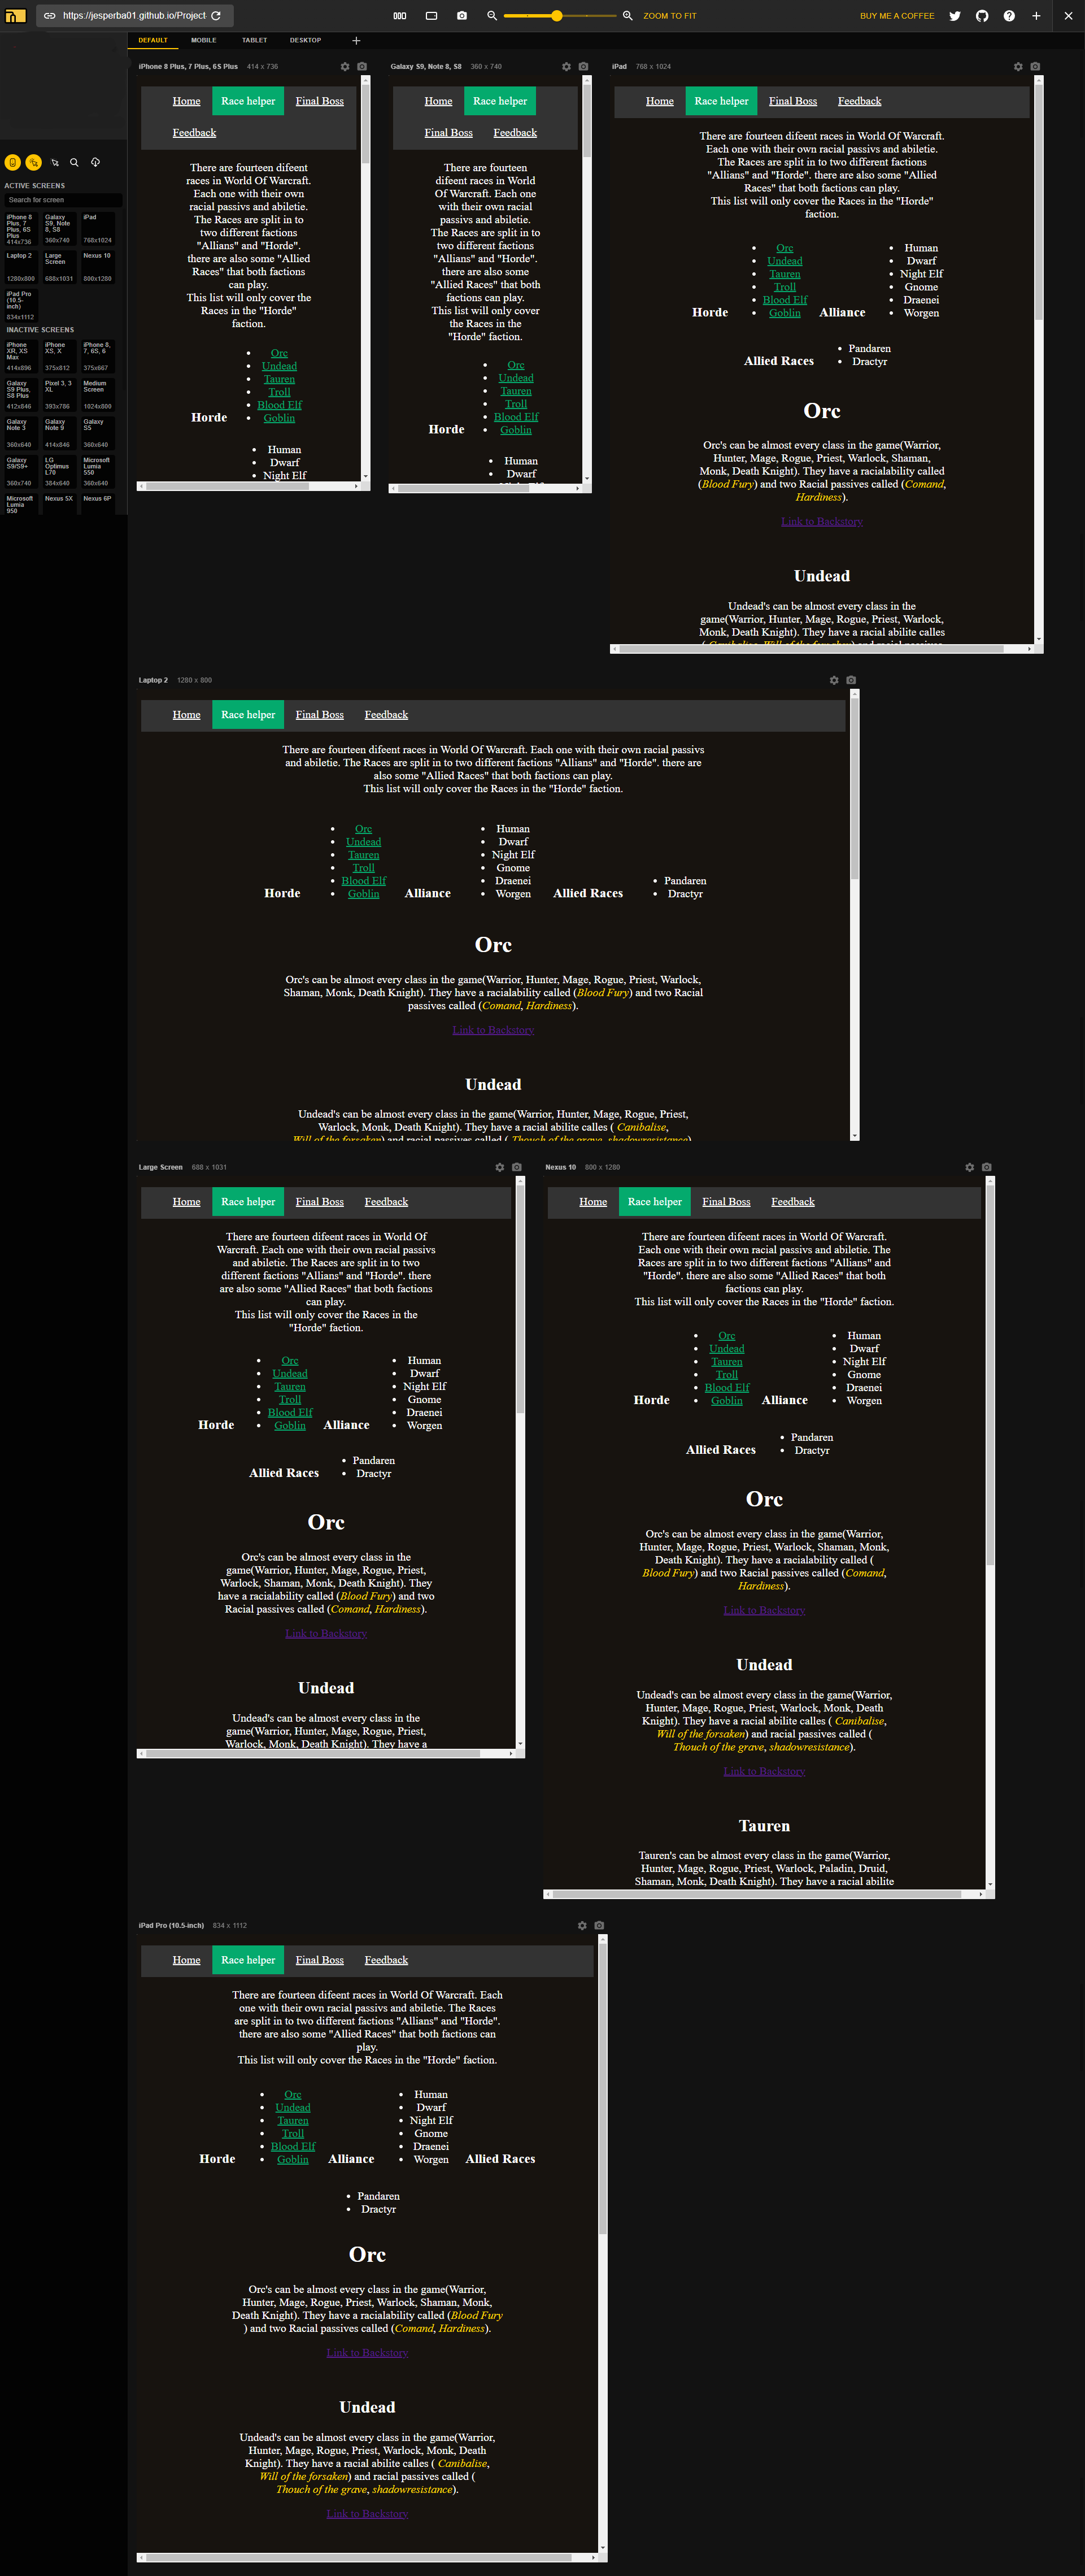 https://jesperba01.github.io/Project
ZOOM TO FIT
BUY ME A COFFEE
DEFAULT
MOBILE
TABLET
DESKTOP
ACTIVE SCREENS
Search for screen
iPhone 8
Plus, 7
Plus, 6S
Plus
414x736
Galaxy
S9, Note
8, S8
360x740
iPad
768x1024
Laptop 2
1280x800
Large
Screen
688x1031
Nexus 10
800x1280
iPad Pro
(10.5-
inch)
834x1112
INACTIVE SCREENS
iPhone
XR, XS
Max
414x896
iPhone
XS, X
375x812
iPhone 8,
7, 6S, 6
375x667
Galaxy
S9 Plus,
S8 Plus
412x846
Pixel 3, 3
XL
393x786
Medium
Screen
1024x800
Galaxy
Note 3
360x640
Galaxy
Note 9
414x846
Galaxy
S5
360x640
Galaxy
S9/S9+
360x740
LG
Optimus
L70
384x640
Microsoft
Lumia
550
360x640
Microsoft
Lumia
950
Nexus 5X
Nexus 6P
iPhone 8 Plus, 7 Plus, 6S Plus 414 x 736
Home Race helper Final Boss
Feedback
There are fourteen difeent
races in World Of Warcraft.
Each one with their own
racial passivs and abiletie.
The Races are split in to
two different factions
"Allians" and "Horde".
there are also some "Allied
Races" that both factions
can play.
This list will only cover the
Races in the "Horde"
faction.
Orc
Undead
Tauren
Troll
Blood Elf
Horde Goblin
Human
Dwarf
Night Elf
Galaxy S9, Note 8, S8 360 x 740
Home Race helper
Final Boss Feedback
There are fourteen
difeent races in World
Of Warcraft. Each one
with their own racial
passivs and abiletie.
The Races are split in to
two different factions
"Allians" and "Horde".
there are also some
"Allied Races" that both
factions can play.
This list will only cover
the Races in the
"Horde" faction.
Orc
Undead
Tauren
Troll
Blood Elf
Horde Goblin
Human
Dwarf
iPad 768 x 1024
Home Race helper Final Boss Feedback
There are fourteen difeent races in World Of Warcraft.
Each one with their own racial passivs and abiletie.
The Races are split in to two different factions
"Allians" and "Horde". there are also some "Allied
Races" that both factions can play.
This list will only cover the Races in the "Horde"
faction.
Orc Human
Undead Dwarf
Tauren Night Elf
Troll Gnome
Blood Elf Draenei
Horde Goblin Alliance Worgen
Pandaren
Allied Races Dractyr
Orc
Orc's can be almost every class in the game(Warrior,
Hunter, Mage, Rogue, Priest, Warlock, Shaman,
Monk, Death Knight). They have a racialability called
(Blood Fury) and two Racial passives called (Comand,
Hardiness).
Link to Backstory
Undead
Undead's can be almost every class in the
game(Warrior, Hunter, Mage, Rogue, Priest, Warlock,
Monk, Death Knight). They have a racial abilite calles
( Canibalise, Will of the forsaken) and racial passives
Laptop 2 1280 x 800
Home Race helper Final Boss Feedback
There are fourteen difeent races in World Of Warcraft. Each one with their own racial passivs
and abiletie. The Races are split in to two different factions "Allians" and "Horde". there are
also some "Allied Races" that both factions can play.
This list will only cover the Races in the "Horde" faction.
Orc Human
Undead Dwarf
Tauren Night Elf
Troll Gnome
Blood Elf Draenei Pandaren
Horde Goblin Alliance Worgen Allied Races Dractyr
Orc
Orc's can be almost every class in the game(Warrior, Hunter, Mage, Rogue, Priest, Warlock,
Shaman, Monk, Death Knight). They have a racialability called (Blood Fury) and two Racial
passives called (Comand, Hardiness).
Link to Backstory
Undead
Undead's can be almost every class in the game(Warrior, Hunter, Mage, Rogue, Priest,
Warlock, Monk, Death Knight). They have a racial abilite calles ( Canibalise,
Will of the forsaken) and racial passives called ( Thouch of the grave, shadowresistance).
Large Screen 688 x 1031
Home Race helper Final Boss Feedback
There are fourteen difeent races in World Of
Warcraft. Each one with their own racial passivs
and abiletie. The Races are split in to two
different factions "Allians" and "Horde". there
are also some "Allied Races" that both factions
can play.
This list will only cover the Races in the
"Horde" faction.
Orc Human
Undead Dwarf
Tauren Night Elf
Troll Gnome
Blood Elf Draenei
Horde Goblin Alliance Worgen
Pandaren
Allied Races Dractyr
Orc
Orc's can be almost every class in the
game(Warrior, Hunter, Mage, Rogue, Priest,
Warlock, Shaman, Monk, Death Knight). They
have a racialability called (Blood Fury) and two
Racial passives called (Comand, Hardiness).
Link to Backstory
Undead
Undead's can be almost every class in the
game(Warrior, Hunter, Mage, Rogue, Priest,
Warlock, Monk, Death Knight). They have a
Nexus 10 800 x 1280
Home Race helper Final Boss Feedback
There are fourteen difeent races in World Of Warcraft.
Each one with their own racial passivs and abiletie. The
Races are split in to two different factions "Allians" and
"Horde". there are also some "Allied Races" that both
factions can play.
This list will only cover the Races in the "Horde" faction.
Orc Human
Undead Dwarf
Tauren Night Elf
Troll Gnome
Blood Elf Draenei
Horde Goblin Alliance Worgen
Pandaren
Allied Races Dractyr
Orc
Orc's can be almost every class in the game(Warrior,
Hunter, Mage, Rogue, Priest, Warlock, Shaman, Monk,
Death Knight). They have a racialability called (
Blood Fury) and two Racial passives called (Comand,
Hardiness).
Link to Backstory
Undead
Undead's can be almost every class in the game(Warrior,
Hunter, Mage, Rogue, Priest, Warlock, Monk, Death
Knight). They have a racial abilite calles ( Canibalise,
Will of the forsaken) and racial passives called (
Thouch of the grave, shadowresistance).
Link to Backstory
Tauren
Tauren's can be almost every class in the game(Warrior,
Hunter, Mage, Rogue, Priest, Warlock, Paladin, Druid,
Shaman, Monk, Death Knight). They have a racial abilite
iPad Pro (10.5-inch) 834 x 1112
Home Race helper Final Boss Feedback
There are fourteen difeent races in World Of Warcraft. Each
one with their own racial passivs and abiletie. The Races
are split in to two different factions "Allians" and "Horde".
there are also some "Allied Races" that both factions can
play.
This list will only cover the Races in the "Horde" faction.
Orc Human
Undead Dwarf
Tauren Night Elf
Troll Gnome
Blood Elf Draenei
Horde Goblin Alliance Worgen Allied Races
Pandaren
Dractyr
Orc
Orc's can be almost every class in the game(Warrior,
Hunter, Mage, Rogue, Priest, Warlock, Shaman, Monk,
Death Knight). They have a racialability called (Blood Fury
) and two Racial passives called (Comand, Hardiness).
Link to Backstory
Undead
Undead's can be almost every class in the game(Warrior,
Hunter, Mage, Rogue, Priest, Warlock, Monk, Death
Knight). They have a racial abilite calles ( Canibalise,
Will of the forsaken) and racial passives called (
Thouch of the grave, shadowresistance).
Link to Backstory